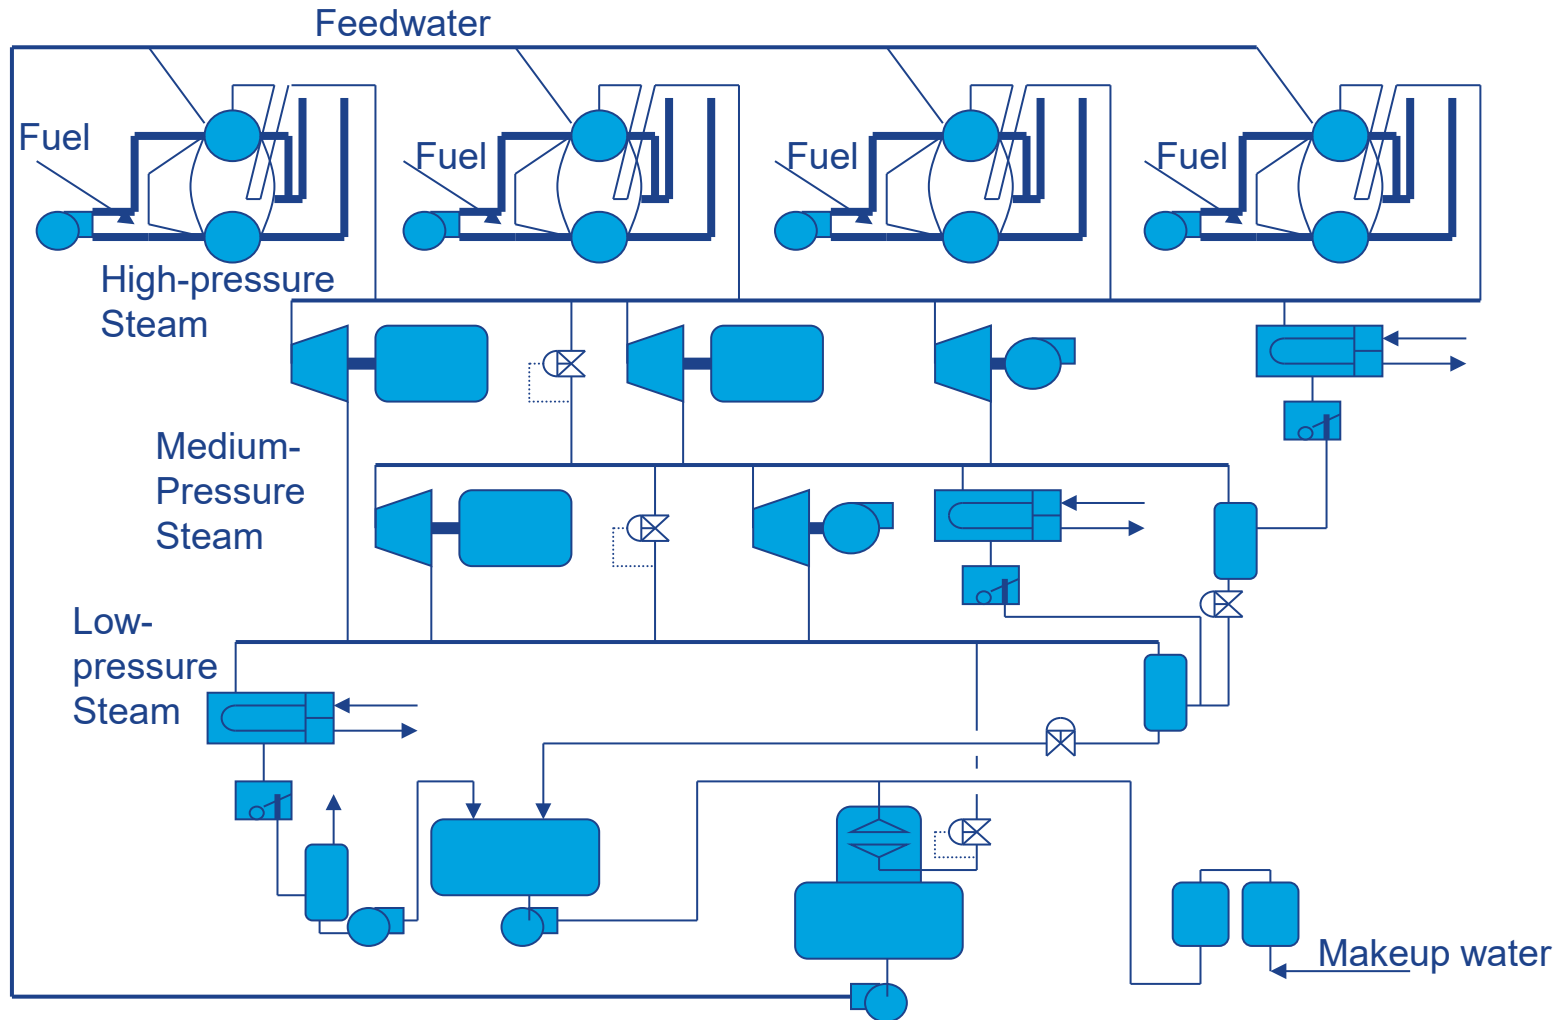 Feedwater
Fuel
Fuel
Fuel
Fuel
High-pressure
Steam
Medium-
Pressure
Steam
Low-
pressure
Steam
Makeup water